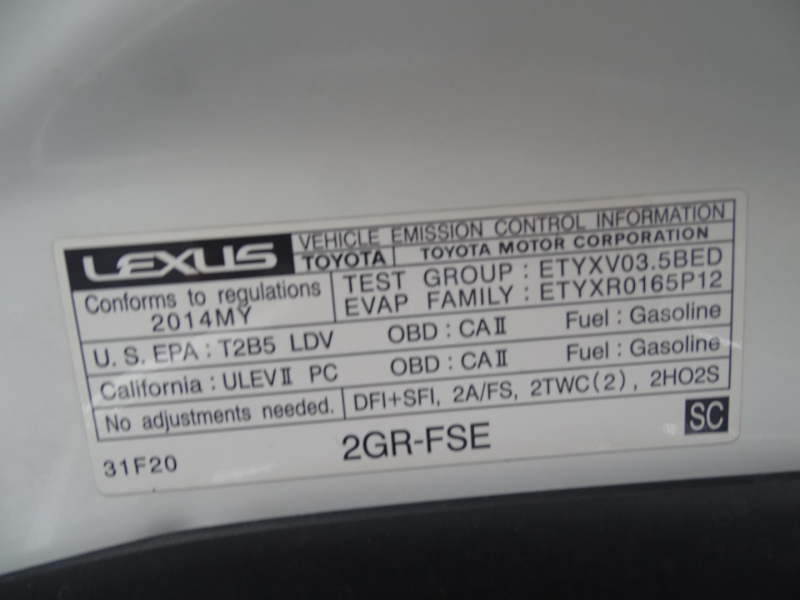 LEXUS VEHICLE EMISSION CONTROL INFORMATION
TOYOTA TOYOTA MOTOR CORPORATION
Conforms to regulations TEST GROUP : ETYXV03.5BED
2014MY EVAP FAMILY : ETYXR0165P12
U. S. EPA : T2B5 LDV OBD : CAⅡ Fuel : Gasoline
California : ULEVⅡ PC OBD : CAⅡ Fuel : Gasoline
No adjustments needed. DFI+SFI, 2A/FS, 2TWC(2), 2HO2S
31F20 2GR-FSE SC